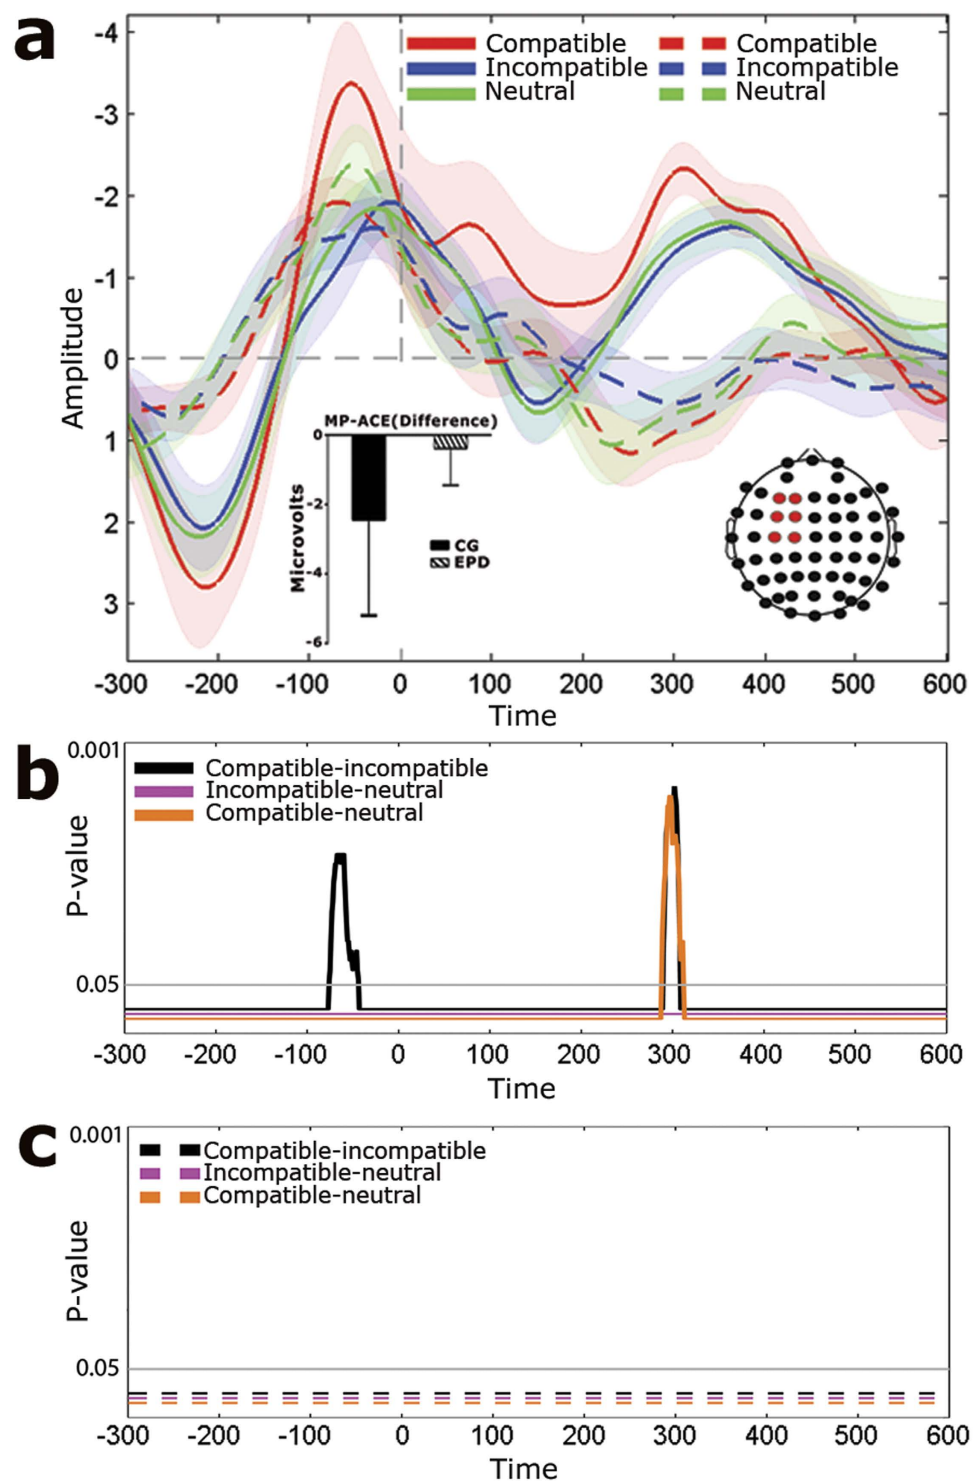 a
-4
-3
-2
-1
0
1
2
3
Amplitude
Compatible Compatible
Incompatible Incompatible
Neutral Neutral
MP-ACE(Difference)
0
-2
-4
-6
Microvolts
CG
EPD
-300 -200 -100 0 100 200 300 400 500 600
Time
b
0.001
0.05
P-value
Compatible-incompatible
Incompatible-neutral
Compatible-neutral
-300 -200 -100 0 100 200 300 400 500 600
Time
c
0.001
0.05
P-value
Compatible-incompatible
Incompatible-neutral
Compatible-neutral
-300 -200 -100 0 100 200 300 400 500 600
Time